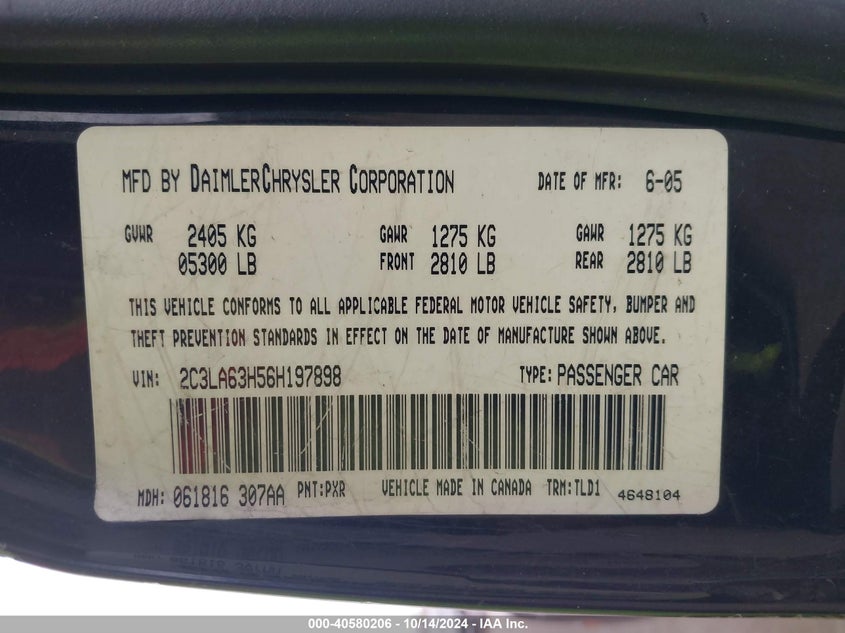 MFD BY DAIMLERCHRYSLER CORPORATION DATE OF MFR: 6-05
GVWR 2405 KG GAWR 1275 KG GAWR 1275 KG
05300 LB FRONT 2810 LB REAR 2810 LB
THIS VEHICLE CONFORMS TO ALL APPLICABLE FEDERAL MOTOR VEHICLE SAFETY, BUMPER AND
THEFT PREVENTION STANDARDS IN EFFECT ON THE DATE OF MANUFACTURE SHOWN ABOVE.
VIN: 2C3LA63H56H197898 TYPE: PASSENGER CAR
MDH: 061816 307AA PNT:PXR VEHICLE MADE IN CANADA TRM:TLD1 4648104
000-40580206 - 10/14/2024 - IAA Inc.